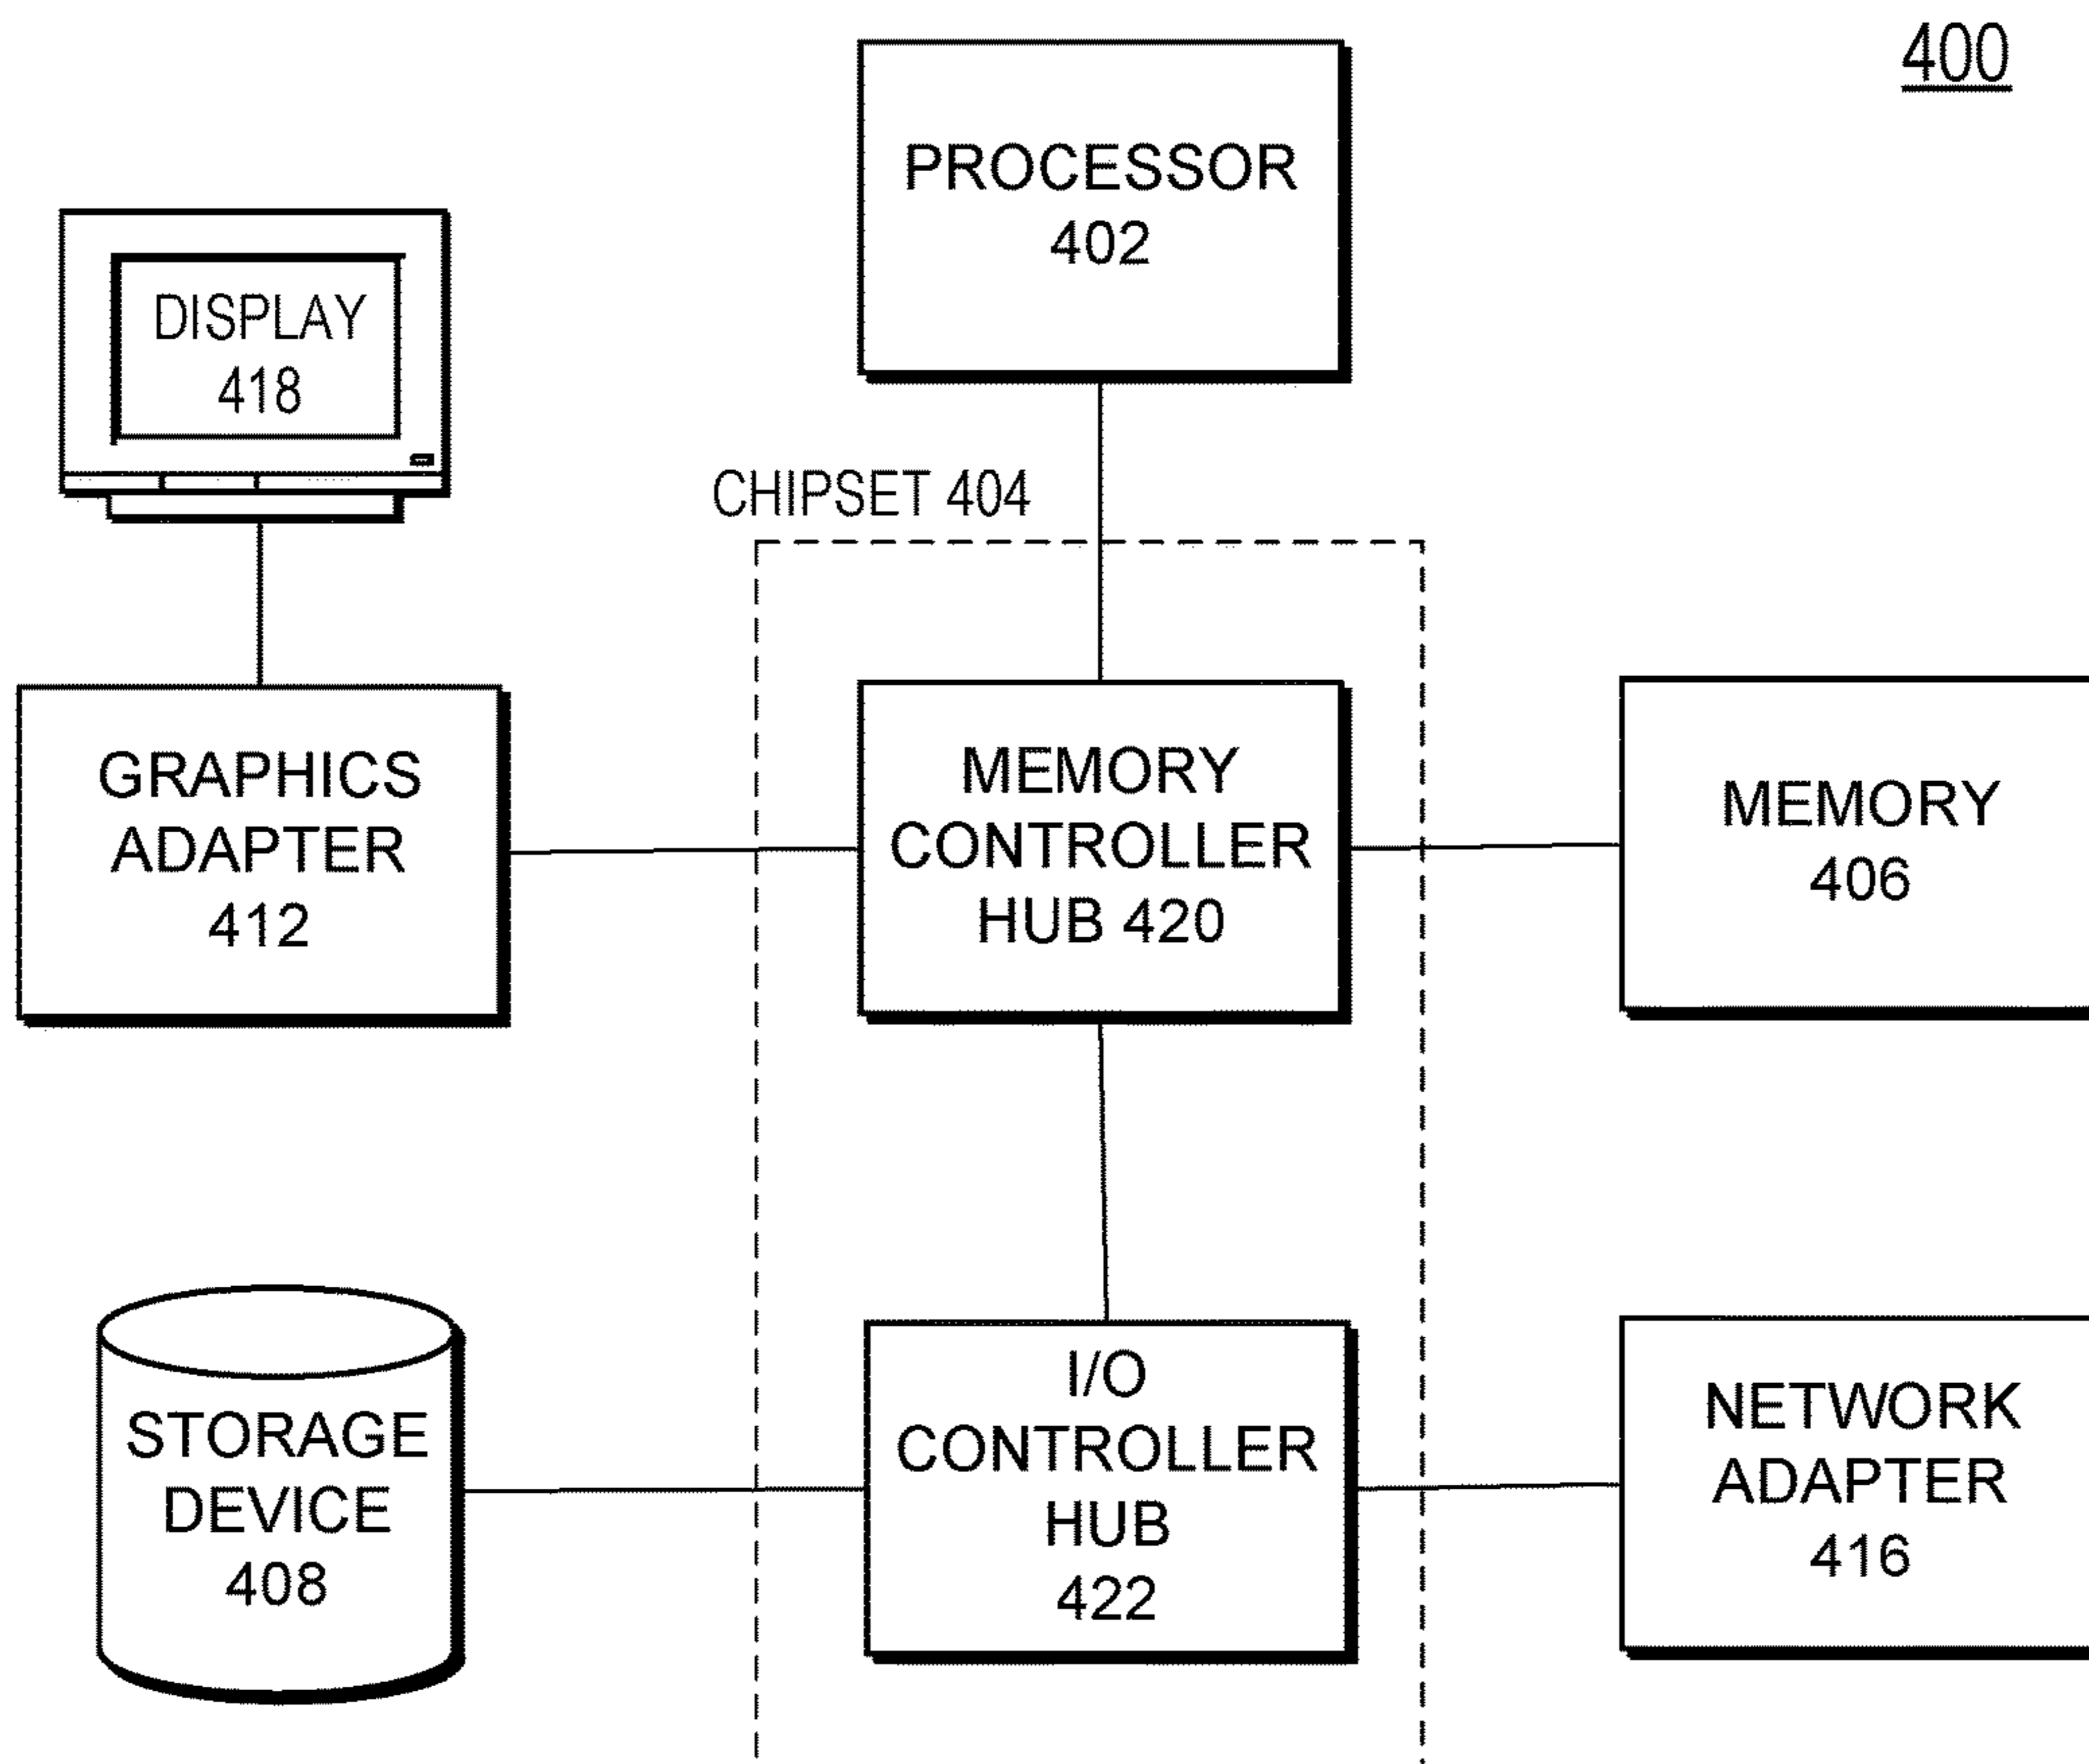 400
PROCESSOR
402
DISPLAY
418
CHIPSET 404
GRAPHICS
ADAPTER
412
MEMORY
CONTROLLER
HUB 420
MEMORY
406
STORAGE
DEVICE
408
I/O
CONTROLLER
HUB
422
NETWORK
ADAPTER
416